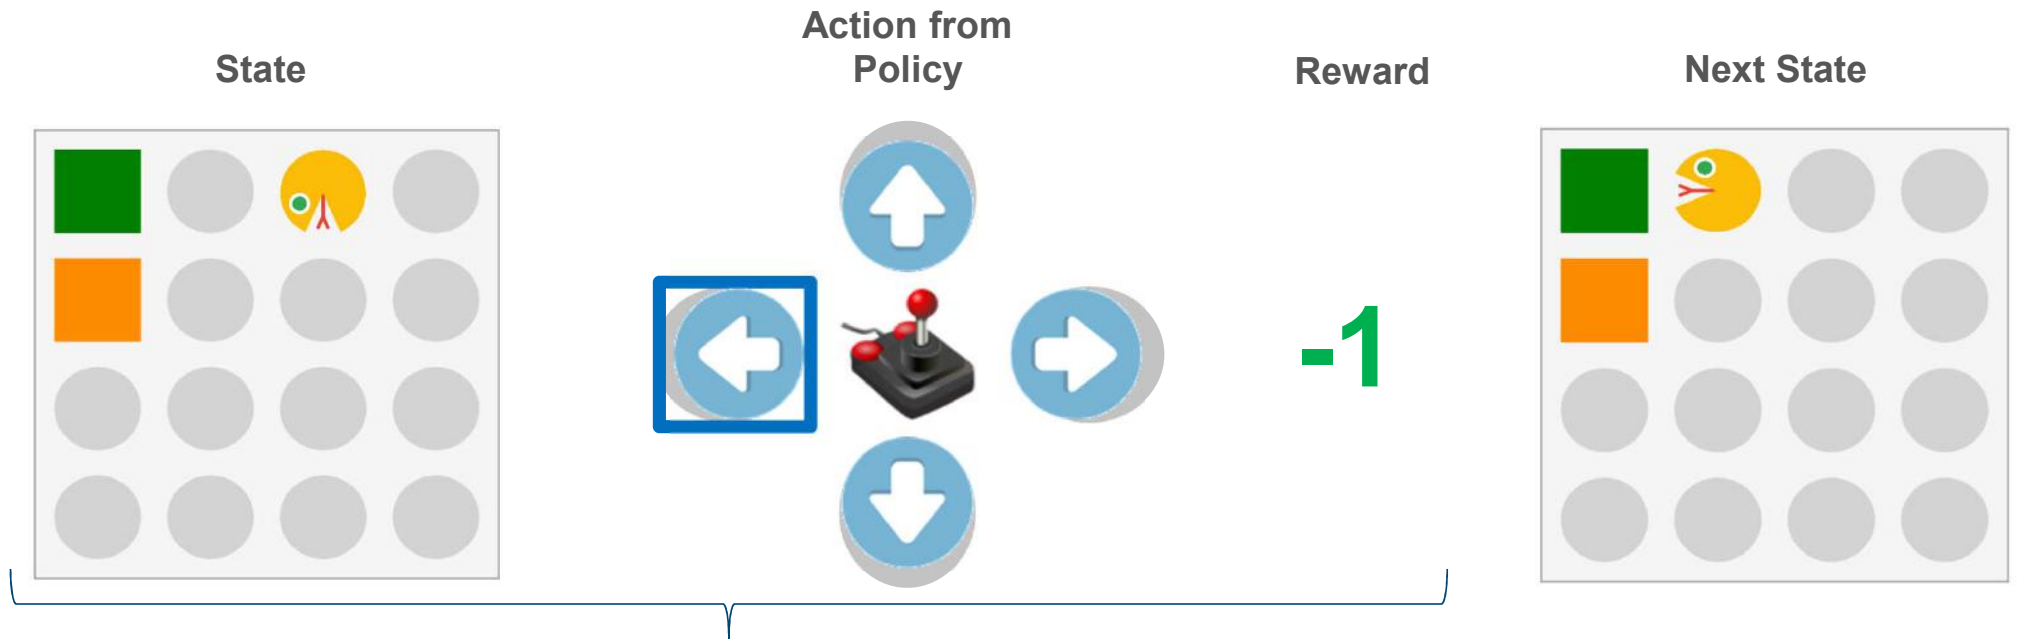 State
Action from
Policy
Reward
Next State
-1